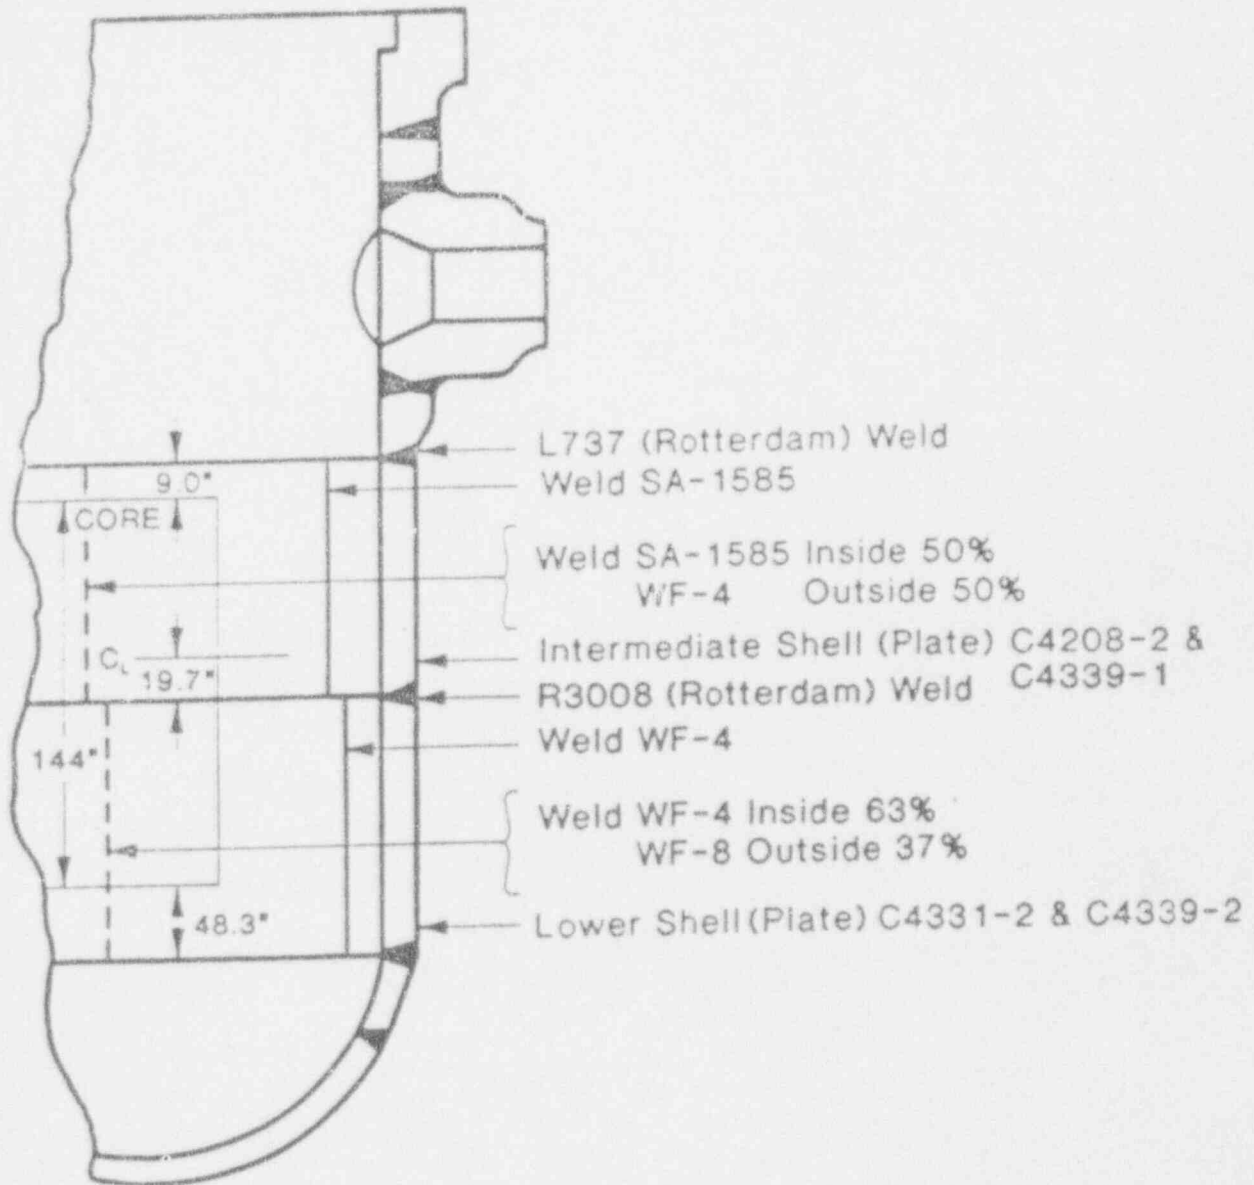 L737 (Rotterdam) Weld
Weld SA-1585
9.0"
CORE
Weld SA-1585 Inside 50%
WF-4 Outside 50%
Intermediate Shell (Plate) C4208-2 &
C4339-1
CL
19.7"
R3008 (Rotterdam) Weld
Weld WF-4
144"
Weld WF-4 Inside 63%
WF-8 Outside 37%
Lower Shell (Plate) C4331-2 & C4339-2
48.3"